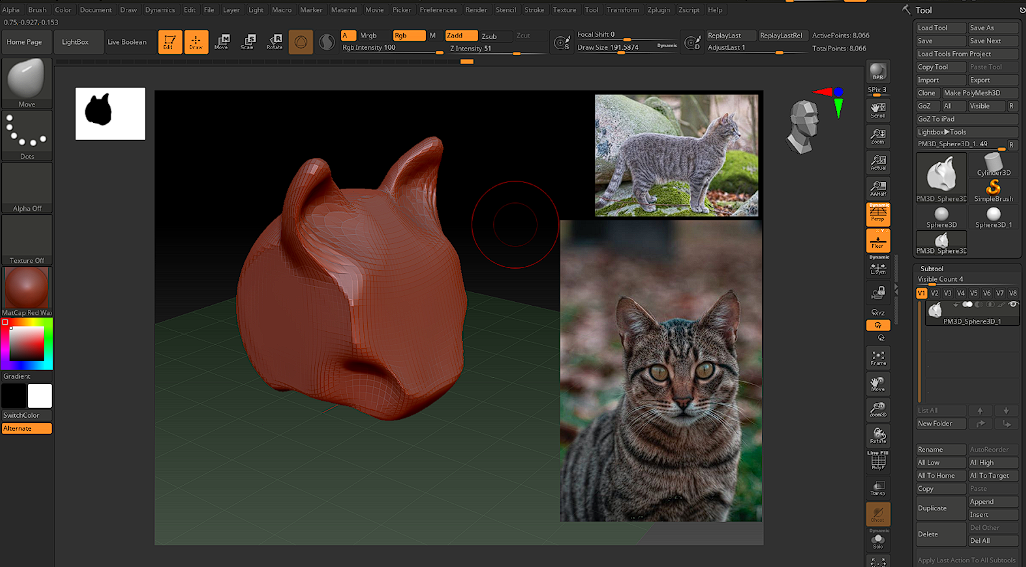 Alpha Brush Color Document Draw Dynamics Edit File Layer Light Macro Marker Material Movie Picker Preferences Render Stencil Stroke Texture Tool Transform Zplugin Zscript Help
0.75,-0.927,-0.153
Home Page
LightBox
Live Boolean
Edit
Draw
Move
Scale
Rotate
A
Mrgb
Rgb
M
Rgb Intensity 100
Zadd
Zsub
Zcut
Z Intensity 51
Focal Shift 0
Draw Size 191.5874
Dynamic
ReplayLast
ReplayLastRel
AdjustLast 1
ActivePoints: 8,066
TotalPoints: 8,066
Move
Dots
Alpha Off
Texture Off
MatCap Red Wa
Gradient
SwitchColor
Alternate
BPR
SPix 3
Scroll
Zoom
Actual
AAHalf
Dynamic
Persp
Floor
Dynamic
L.Sym
Frame
Move
Zoom3D
Rotate
Line Fill
PolyF
Transp
Ghost
Dynamic
Solo
Tool
Load Tool
Save As
Save
Save Next
Load Tools From Project
Copy Tool
Paste Tool
Import
Export
Clone
Make PolyMesh3D
GoZ
All
Visible
R
GoZ To iPad
Lightbox▶Tools
PM3D_Sphere3D_1. 49
R
PM3D_Sphere3D
Cylinder3D
SimpleBrush
Sphere3D
Sphere3D_1
PM3D_Sphere3D
Subtool
Visible Count 4
V1 V2 V3 V4 V5 V6 V7 V8
PM3D_Sphere3D_1
List All
New Folder
Rename
AutoReorder
All Low
All High
All To Home
All To Target
Copy
Paste
Duplicate
Append
Insert
Delete
Del Other
Del All
Apply Last Action To All Subtools